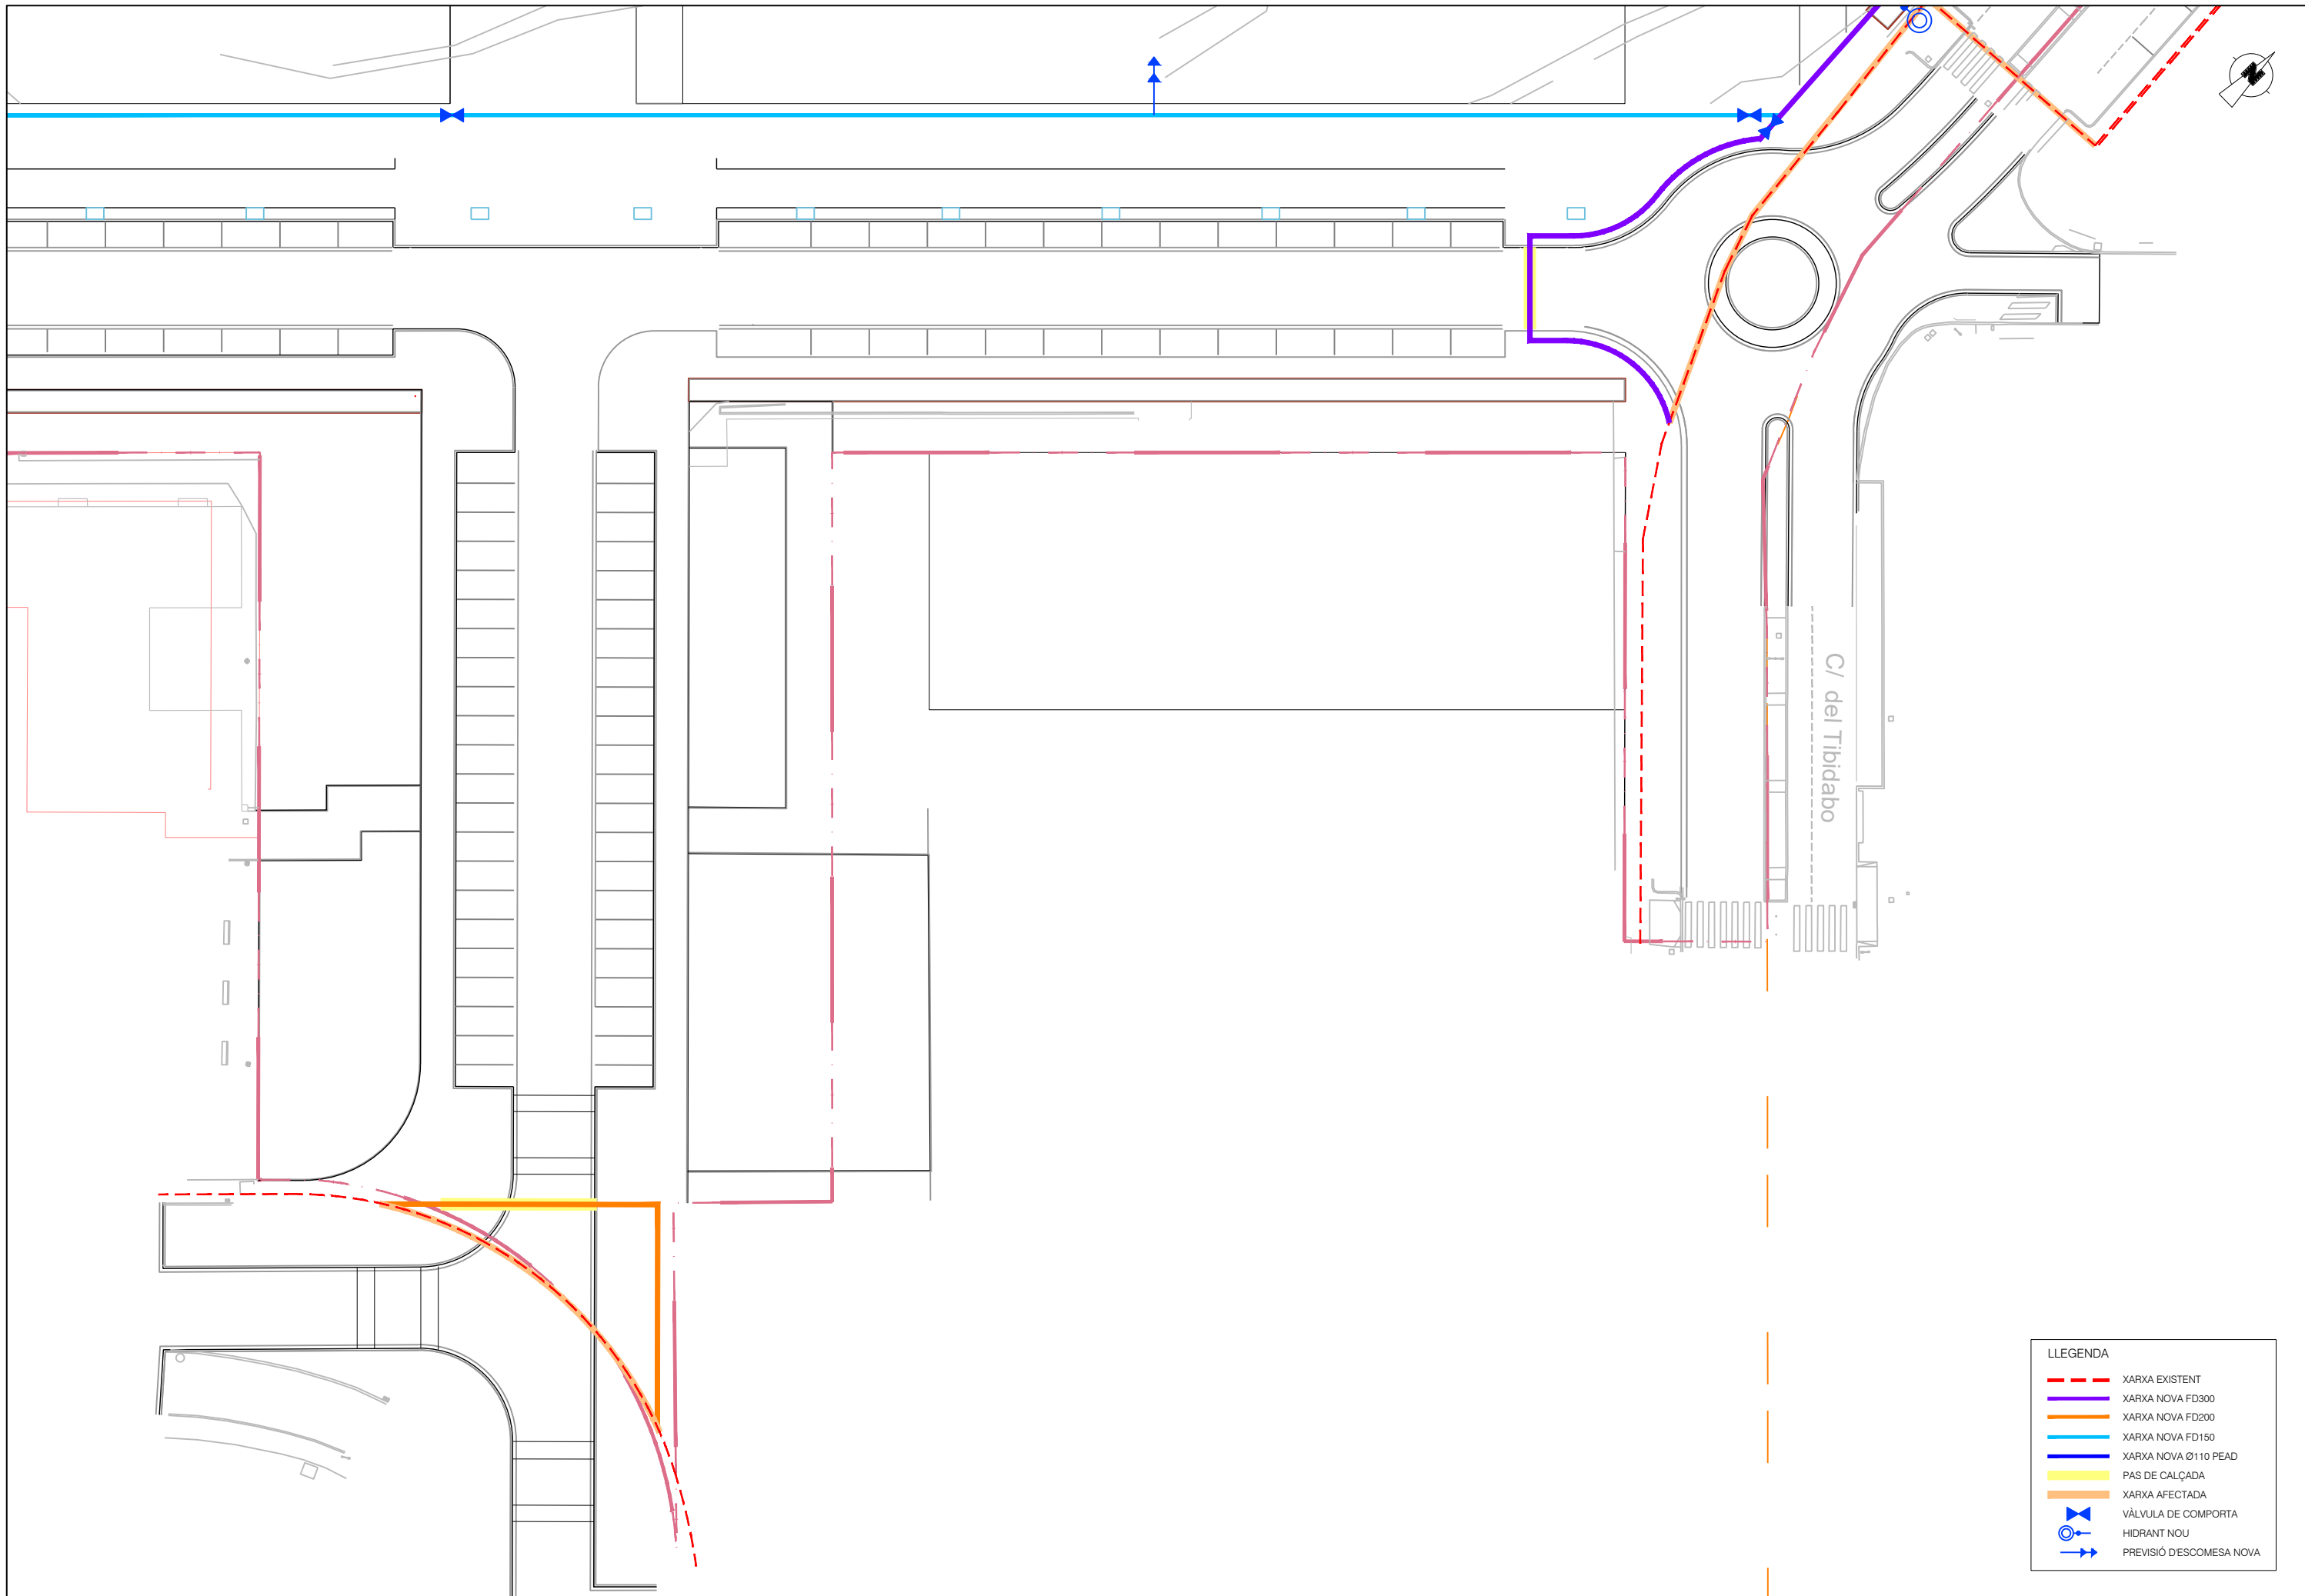 N
C/ del Tibidabo
LLEGENDA
XARXA EXISTENT
XARXA NOVA FD300
XARXA NOVA FD200
XARXA NOVA FD150
XARXA NOVA Ø110 PEAD
PAS DE CALÇADA
XARXA AFECTADA
VÀLVULA DE COMPORTA
HIDRANT NOU
PREVISIÓ D'ESCOMESA NOVA